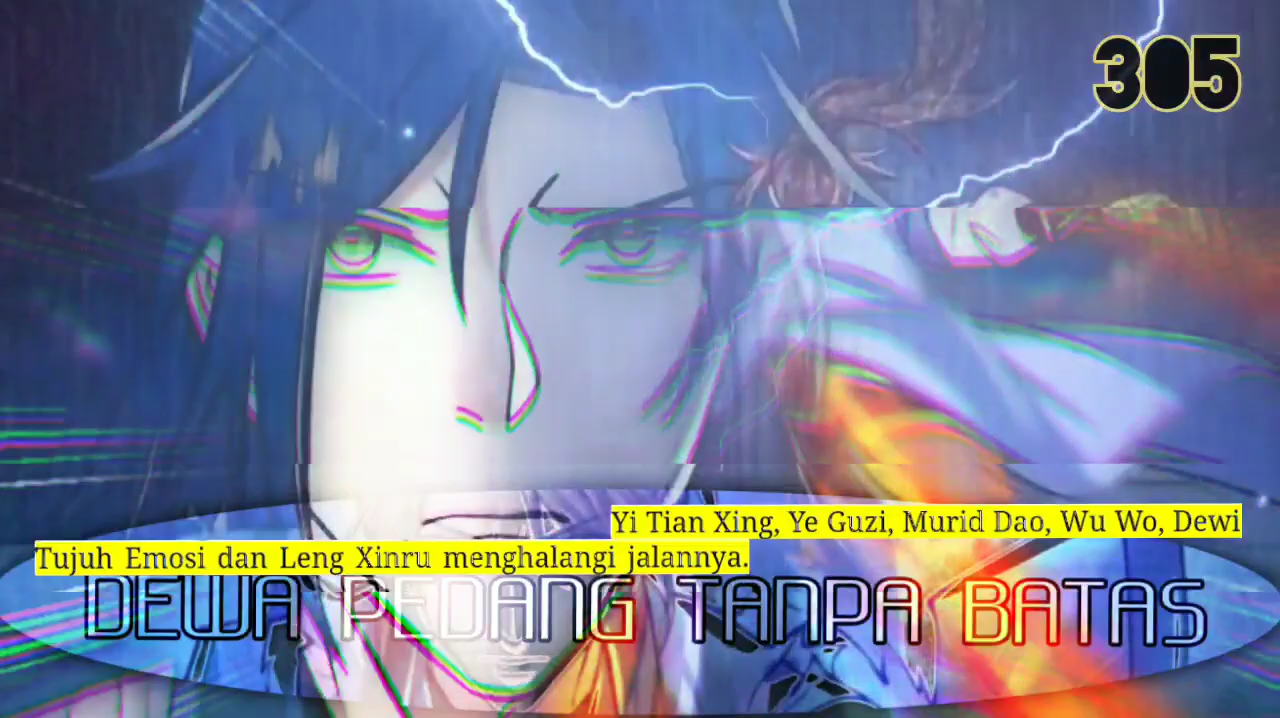 305
Yi Tian Xing, Ye Guzi, Murid Dao, Wu Wo, Dewi
Tujuh Emosi dan Leng Xinru menghalangi jalannya.
DEWA PEDANG TANPA BATAS